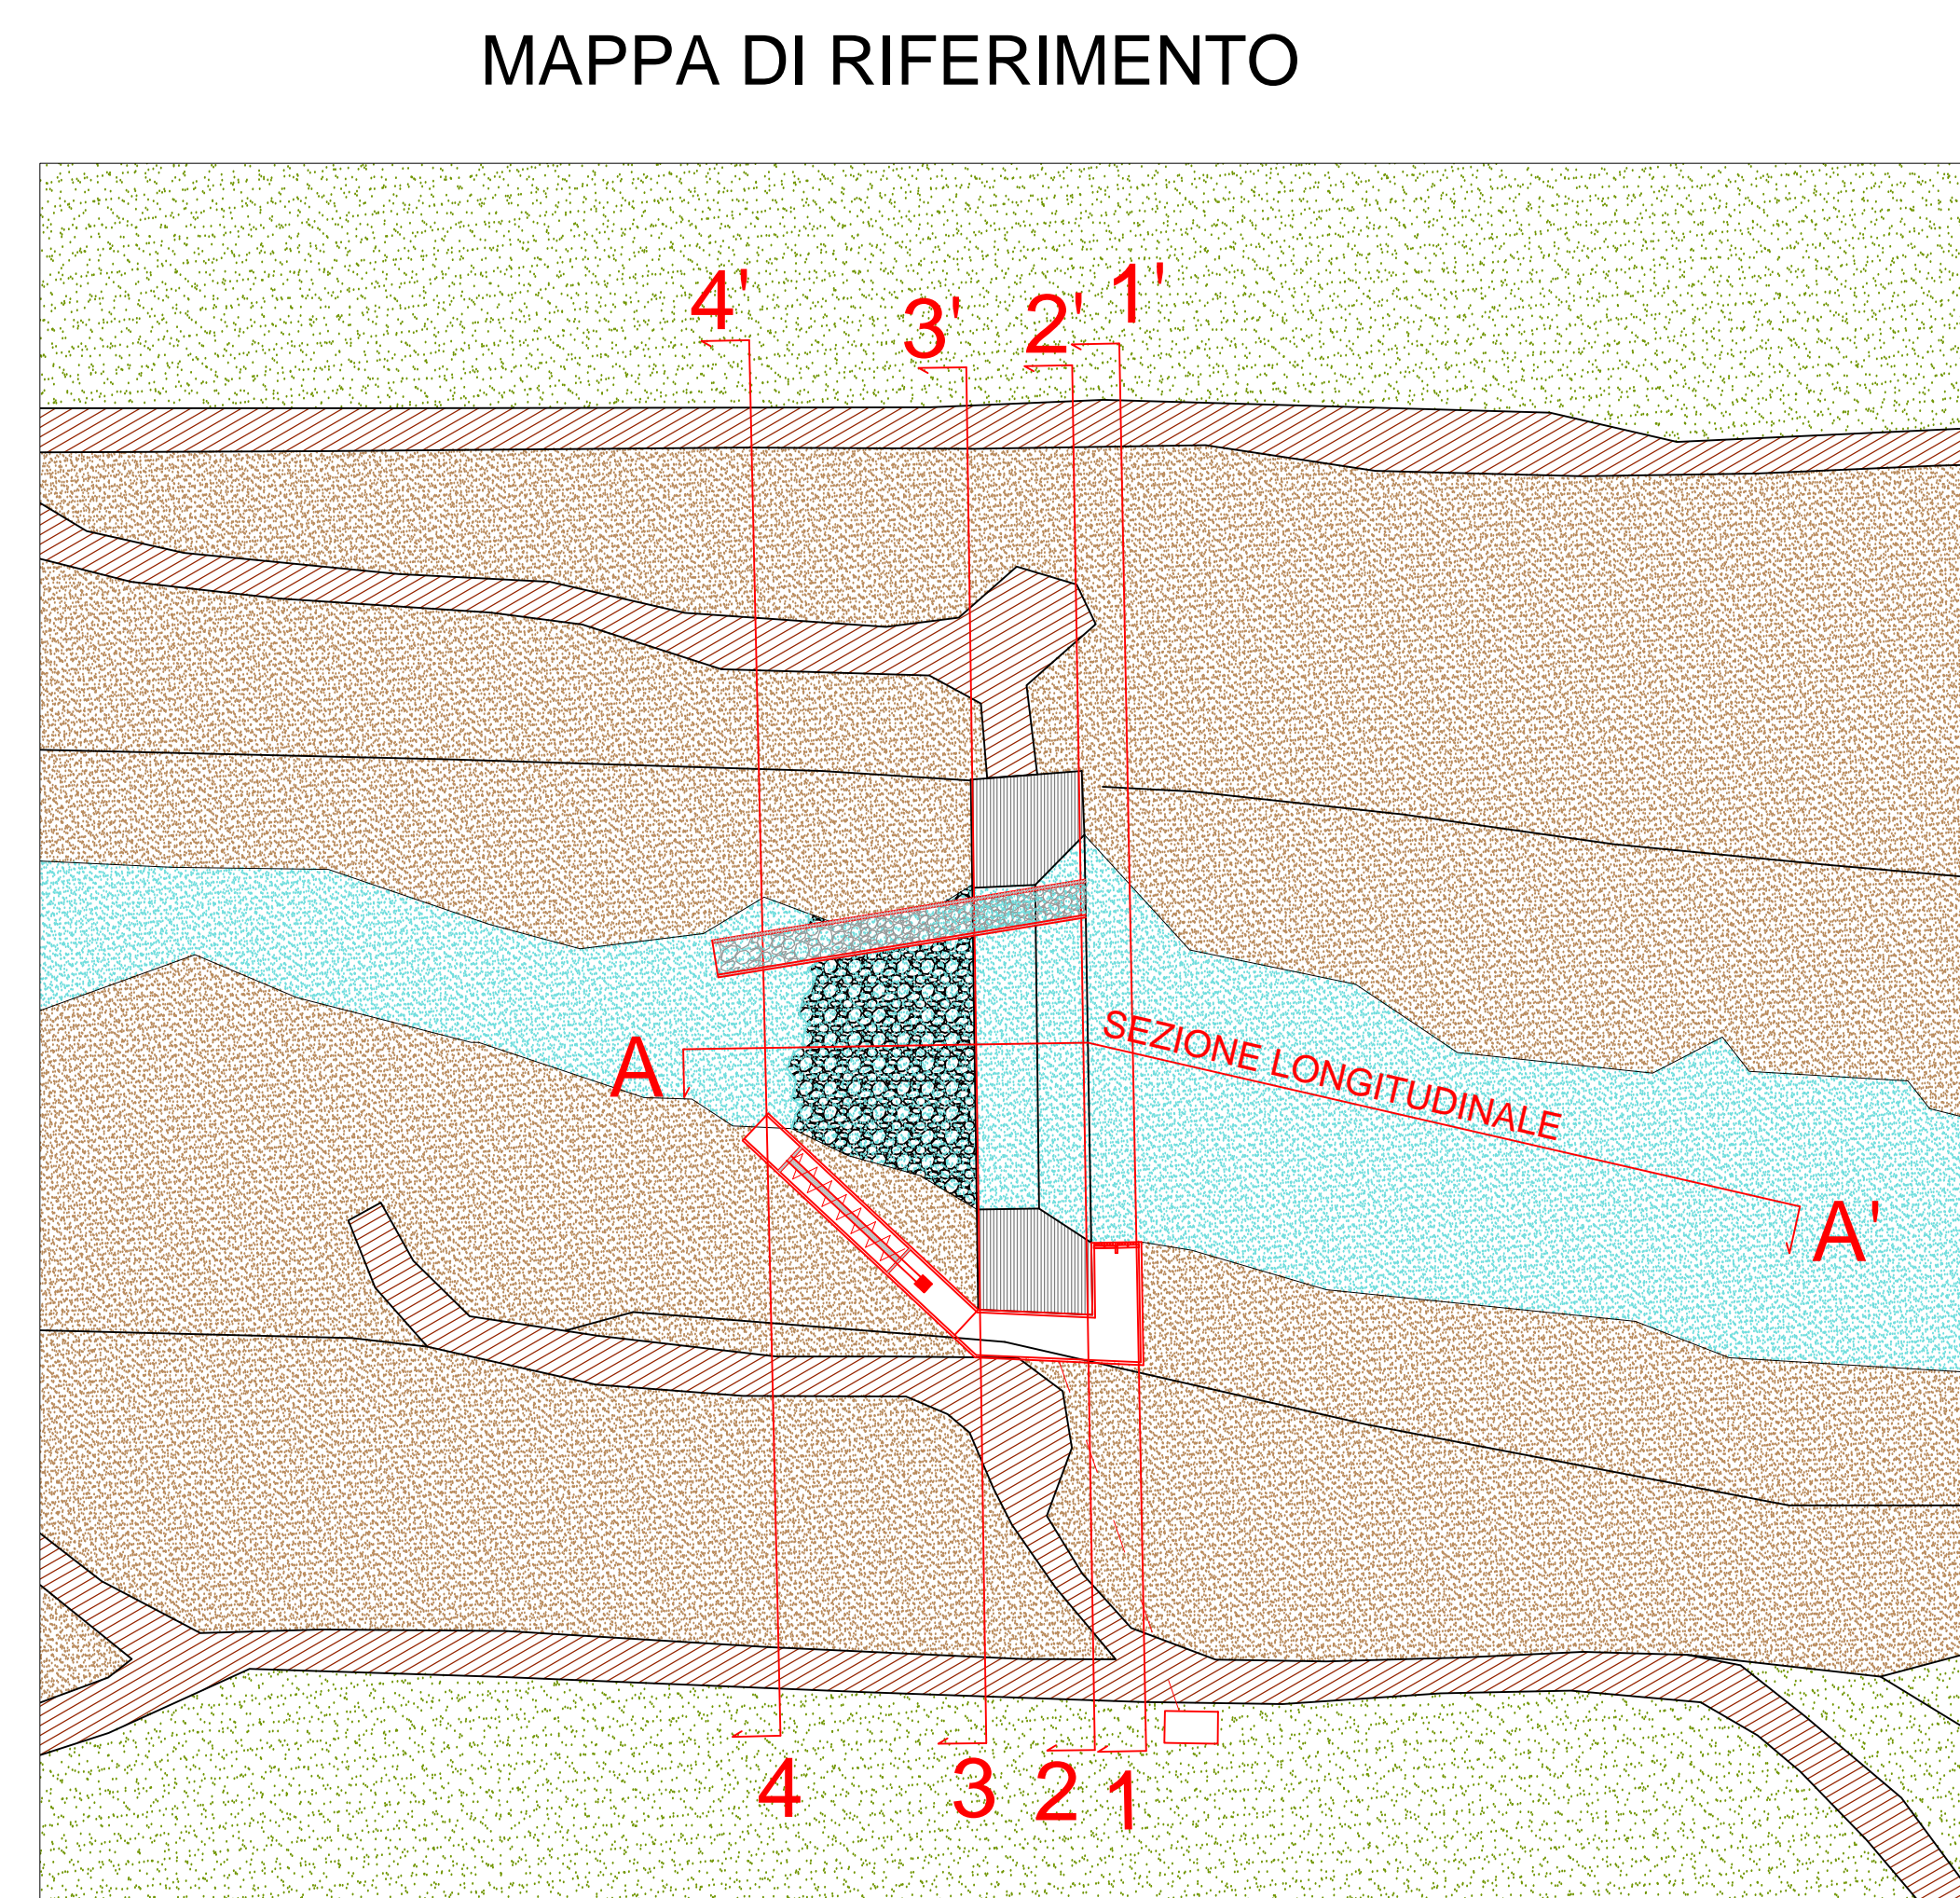 MAPPA DI RIFERIMENTO
4'
3'
2'
1'
A
SEZIONE LONGITUDINALE
A'
4
3
2
1